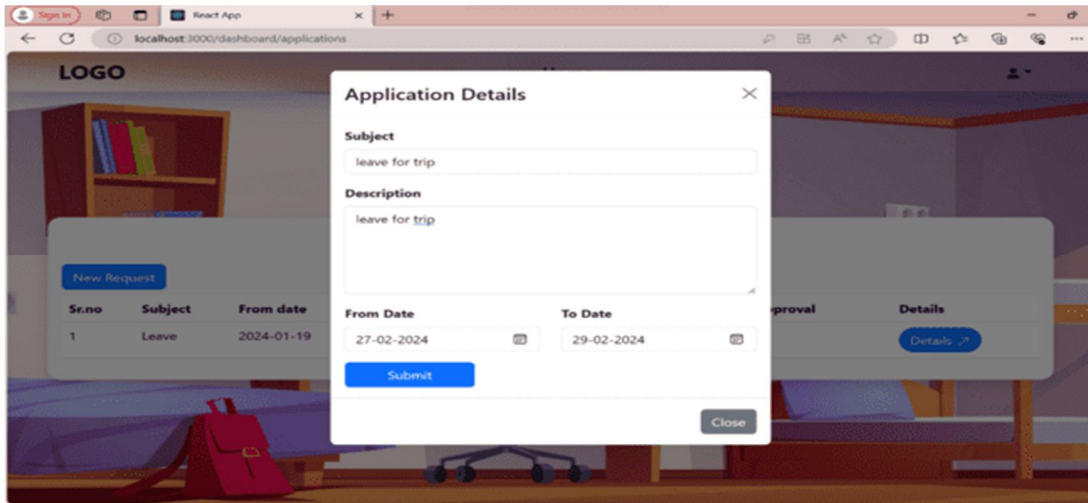 Sign in
React App
localhost:3000/dashboard/applications
LOGO
Application Details
Subject
leave for trip
Description
leave for trip
New Request
Sr.no Subject From date proval Details
1 Leave 2024-01-19 Details
From Date To Date
27-02-2024 29-02-2024
Submit
Close